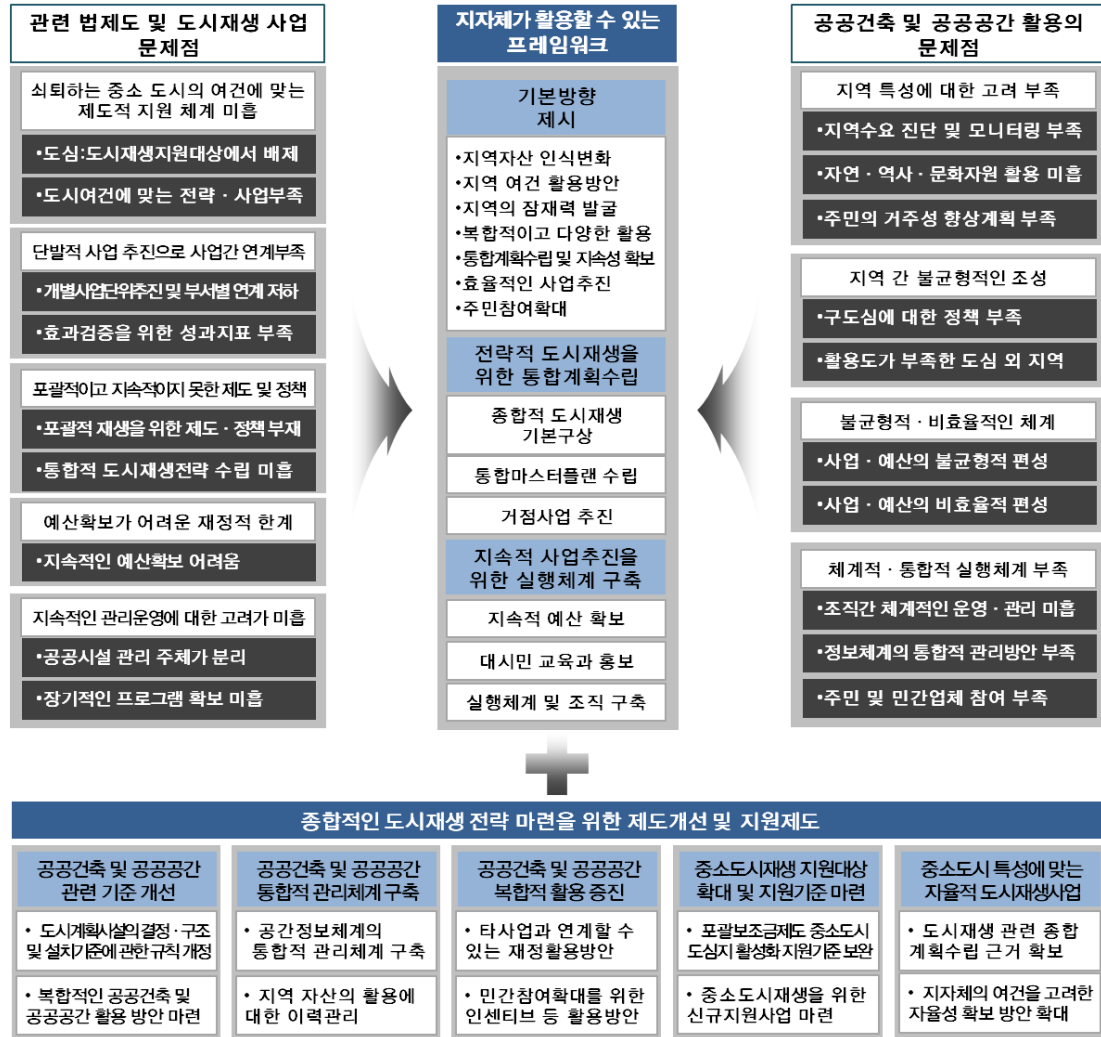 관련 법제도 및 도시재생 사업
문제점
쇠퇴하는 중소 도시의 여건에 맞는
제도적 지원 체계 미흡
•도심:도시재생지원대상에서 배제
•도시여건에 맞는 전략 · 사업부족
단발적 사업 추진으로 사업간 연계부족
•개별사업단위추진 및 부서별 연계 저하
•효과검증을 위한 성과지표 부족
포괄적이고 지속적이지 못한 제도 및 정책
•포괄적 재생을 위한 제도 · 정책 부재
•통합적 도시재생전략 수립 미흡
예산확보가 어려운 재정적 한계
•지속적인 예산확보 어려움
지속적인 관리운영에 대한 고려가 미흡
•공공시설 관리 주체가 분리
•장기적인 프로그램 확보 미흡
지자체가 활용할 수 있는
프레임워크
기본방향
제시
•지역자산 인식변화
•지역 여건 활용방안
•지역의 잠재력 발굴
•복합적이고 다양한 활용
•통합계획수립 및 지속성 확보
•효율적인 사업추진
•주민참여확대
전략적 도시재생을
위한 통합계획수립
종합적 도시재생
기본구상
통합마스터플랜 수립
거점사업 추진
지속적 사업추진을
위한 실행체계 구축
지속적 예산 확보
대시민 교육과 홍보
실행체계 및 조직 구축
공공건축 및 공공공간 활용의
문제점
지역 특성에 대한 고려 부족
•지역수요 진단 및 모니터링 부족
•자연 · 역사 · 문화자원 활용 미흡
•주민의 거주성 향상계획 부족
지역 간 불균형적인 조성
•구도심에 대한 정책 부족
•활용도가 부족한 도심 외 지역
불균형적 · 비효율적인 체계
•사업 · 예산의 불균형적 편성
•사업 · 예산의 비효율적 편성
체계적 · 통합적 실행체계 부족
•조직간 체계적인 운영 · 관리 미흡
•정보체계의 통합적 관리방안 부족
•주민 및 민간업체 참여 부족
종합적인 도시재생 전략 마련을 위한 제도개선 및 지원제도
공공건축 및 공공공간
관련 기준 개선
• 도시계획시설의 결정 · 구조
및 설치기준에 관한 규칙 개정
• 복합적인 공공건축 및
공공공간 활용 방안 마련
공공건축 및 공공공간
통합적 관리체계 구축
• 공간정보체계의
통합적 관리체계 구축
• 지역 자산의 활용에
대한 이력관리
공공건축 및 공공공간
복합적 활용 증진
• 타사업과 연계할 수
있는 재정활용방안
• 민간참여확대를 위한
인센티브 등 활용방안
중소도시재생 지원대상
확대 및 지원기준 마련
• 포괄보조금제도 중소도시
도심지 활성화 지원기준 보완
• 중소도시재생을 위한
신규지원사업 마련
중소도시 특성에 맞는
자율적 도시재생사업
• 도시재생 관련 종합
계획수립 근거 확보
• 지자체의 여건을 고려한
자율성 확보 방안 확대